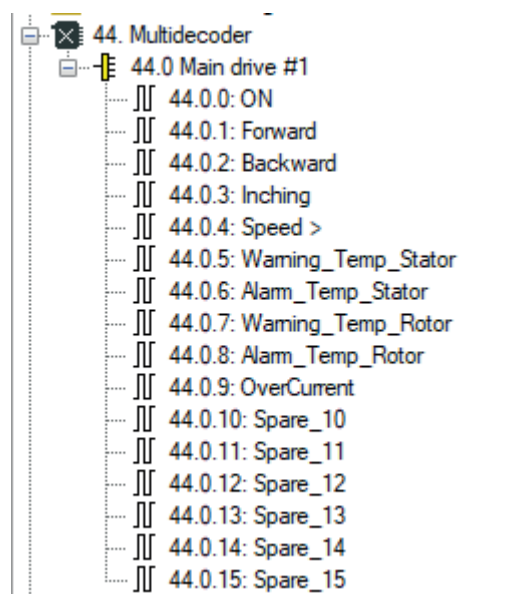 44. Multidecoder
44.0 Main drive #1
44.0.0: ON
44.0.1: Forward
44.0.2: Backward
44.0.3: Inching
44.0.4: Speed >
44.0.5: Warning_Temp_Stator
44.0.6: Alarm_Temp_Stator
44.0.7: Warning_Temp_Rotor
44.0.8: Alarm_Temp_Rotor
44.0.9: OverCurrent
44.0.10: Spare_10
44.0.11: Spare_11
44.0.12: Spare_12
44.0.13: Spare_13
44.0.14: Spare_14
44.0.15: Spare_15